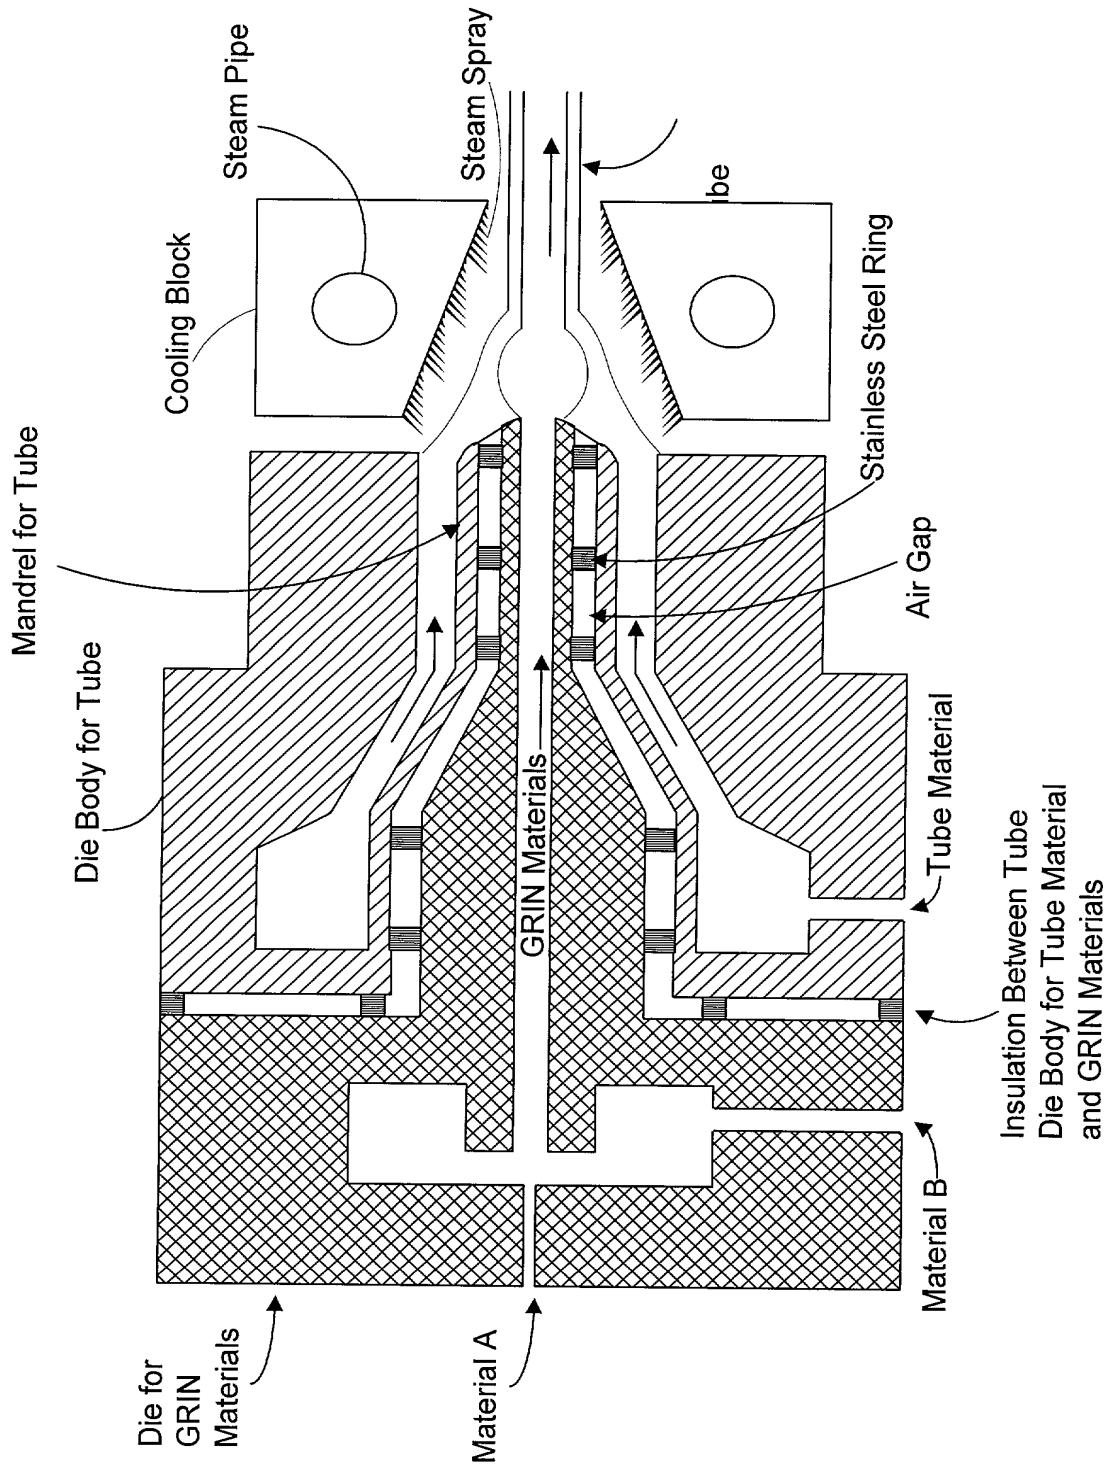 Steam Pipe
Steam Spray
Cooling Block
Mandrel for Tube
Die Body for Tube
Stainless Steel Ring
Air Gap
GRIN Materials
Tube Material
Insulation Between Tube
Die Body for Tube Material
and GRIN Materials
Material B
Material A
Die for
GRIN
Materials